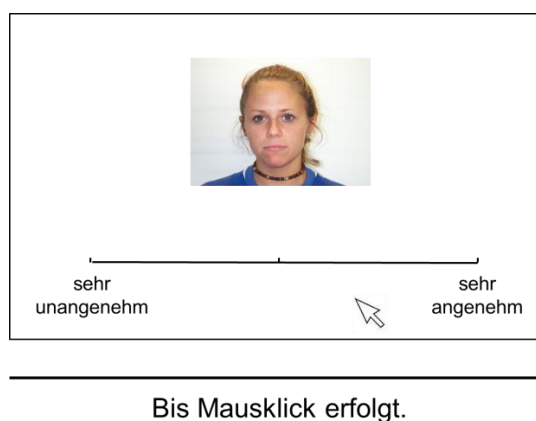 sehr
unangenehm
sehr
angenehm
Bis Mausklick erfolgt.